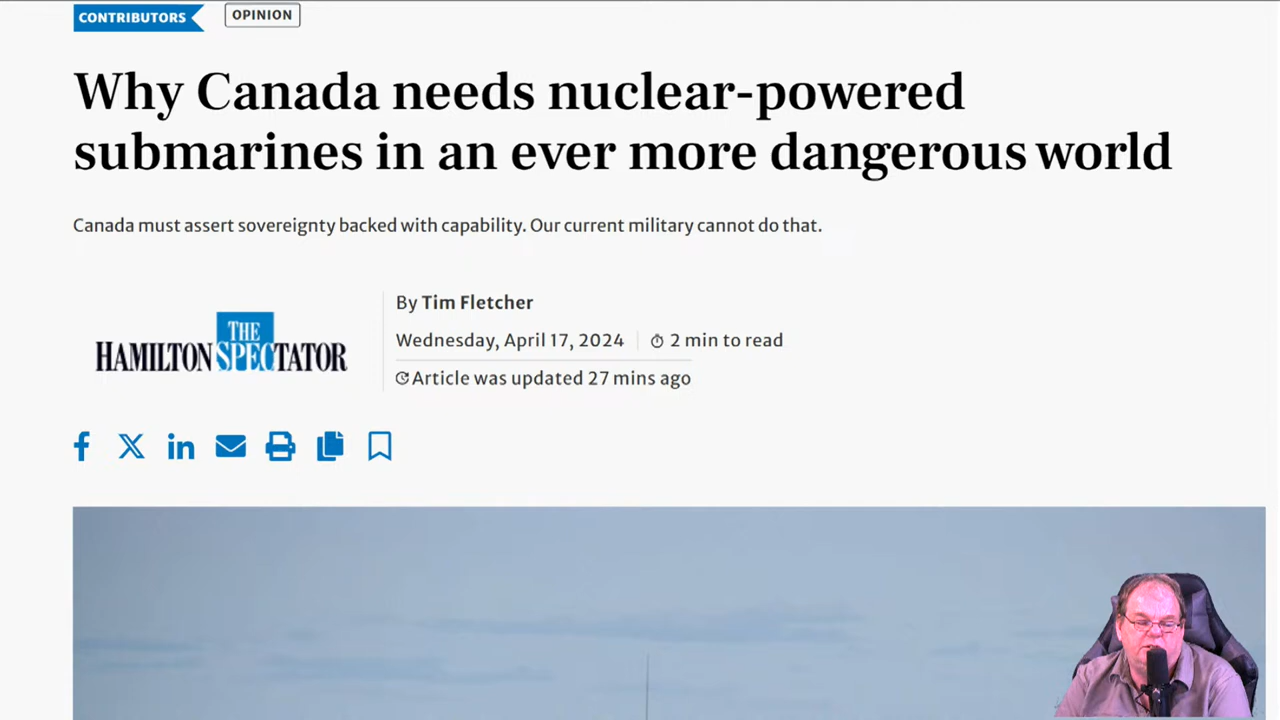 CONTRIBUTORS
OPINION
Why Canada needs nuclear-powered
submarines in an ever more dangerous world
Canada must assert sovereignty backed with capability. Our current military cannot do that.
THE
HAMILTON SPECTATOR
By Tim Fletcher
Wednesday, April 17, 2024
2 min to read
Article was updated 27 mins ago